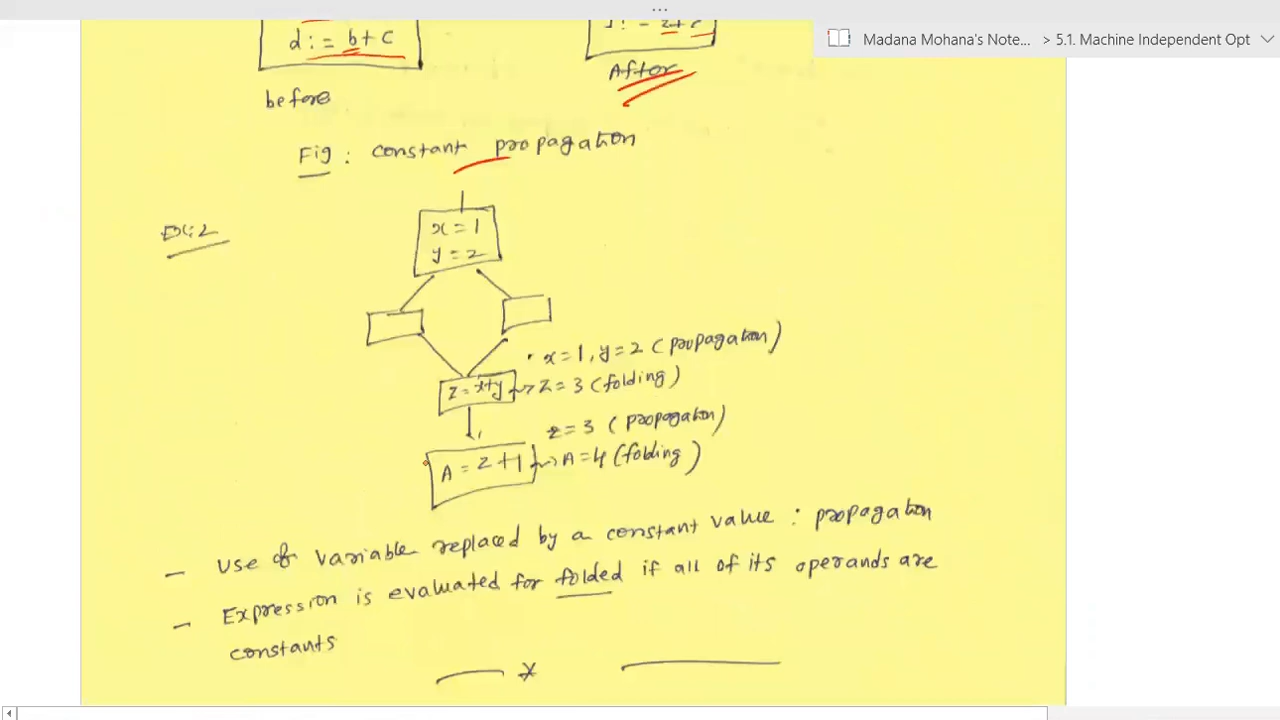 ...
Madana Mohana's Note... > 5.1. Machine Independent Opt
d := b + c
d := 2 + c
before
After
Fig : constant propagation
Ex:2
x = 1
y = 2
x = 1, y = 2 (propagation)
z = x+y → z = 3 (folding)
z = 3 (propagation)
A = z + 1 → A = 4 (folding)
- Use of variable replaced by a constant value : propagation
- Expression is evaluated for folded if all of its operands are
constants
*